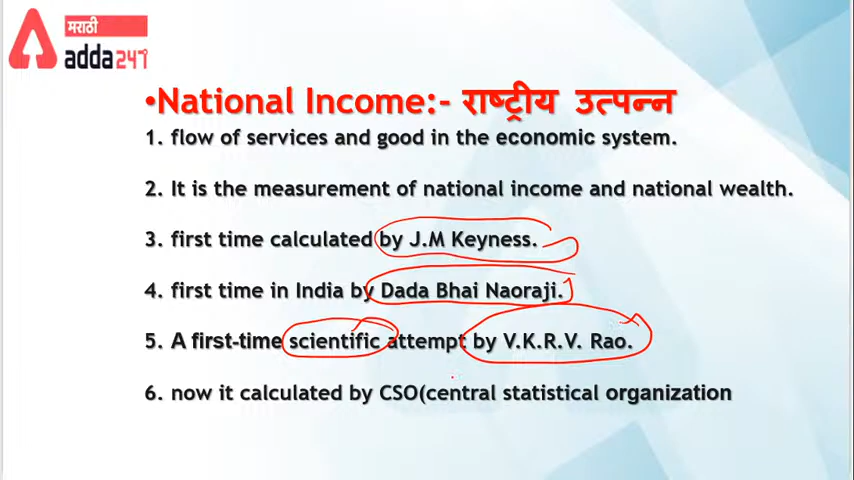 मराठी
adda247
•National Income:- राष्ट्रीय उत्पन्न
1. flow of services and good in the economic system.
2. It is the measurement of national income and national wealth.
3. first time calculated by J.M Keyness.
4. first time in India by Dada Bhai Naoraji.
5. A first-time scientific attempt by V.K.R.V. Rao.
6. now it calculated by CSO(central statistical organization